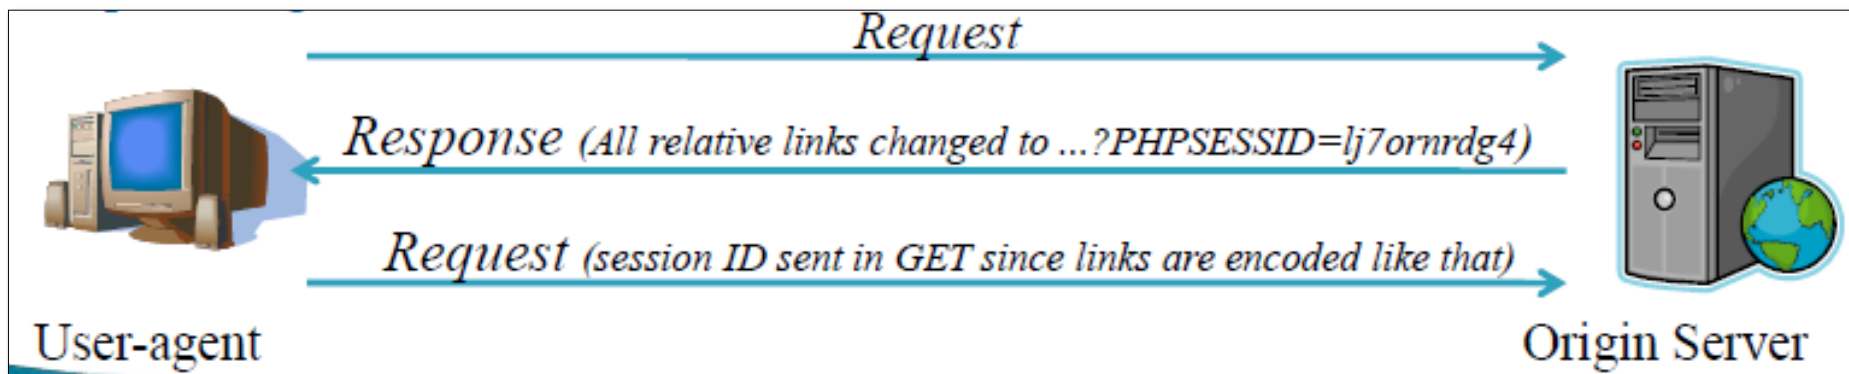 Request
Response (All relative links changed to ...?PHPSESSID=lj7ornrdg4)
Request (session ID sent in GET since links are encoded like that)
User-agent
Origin Server